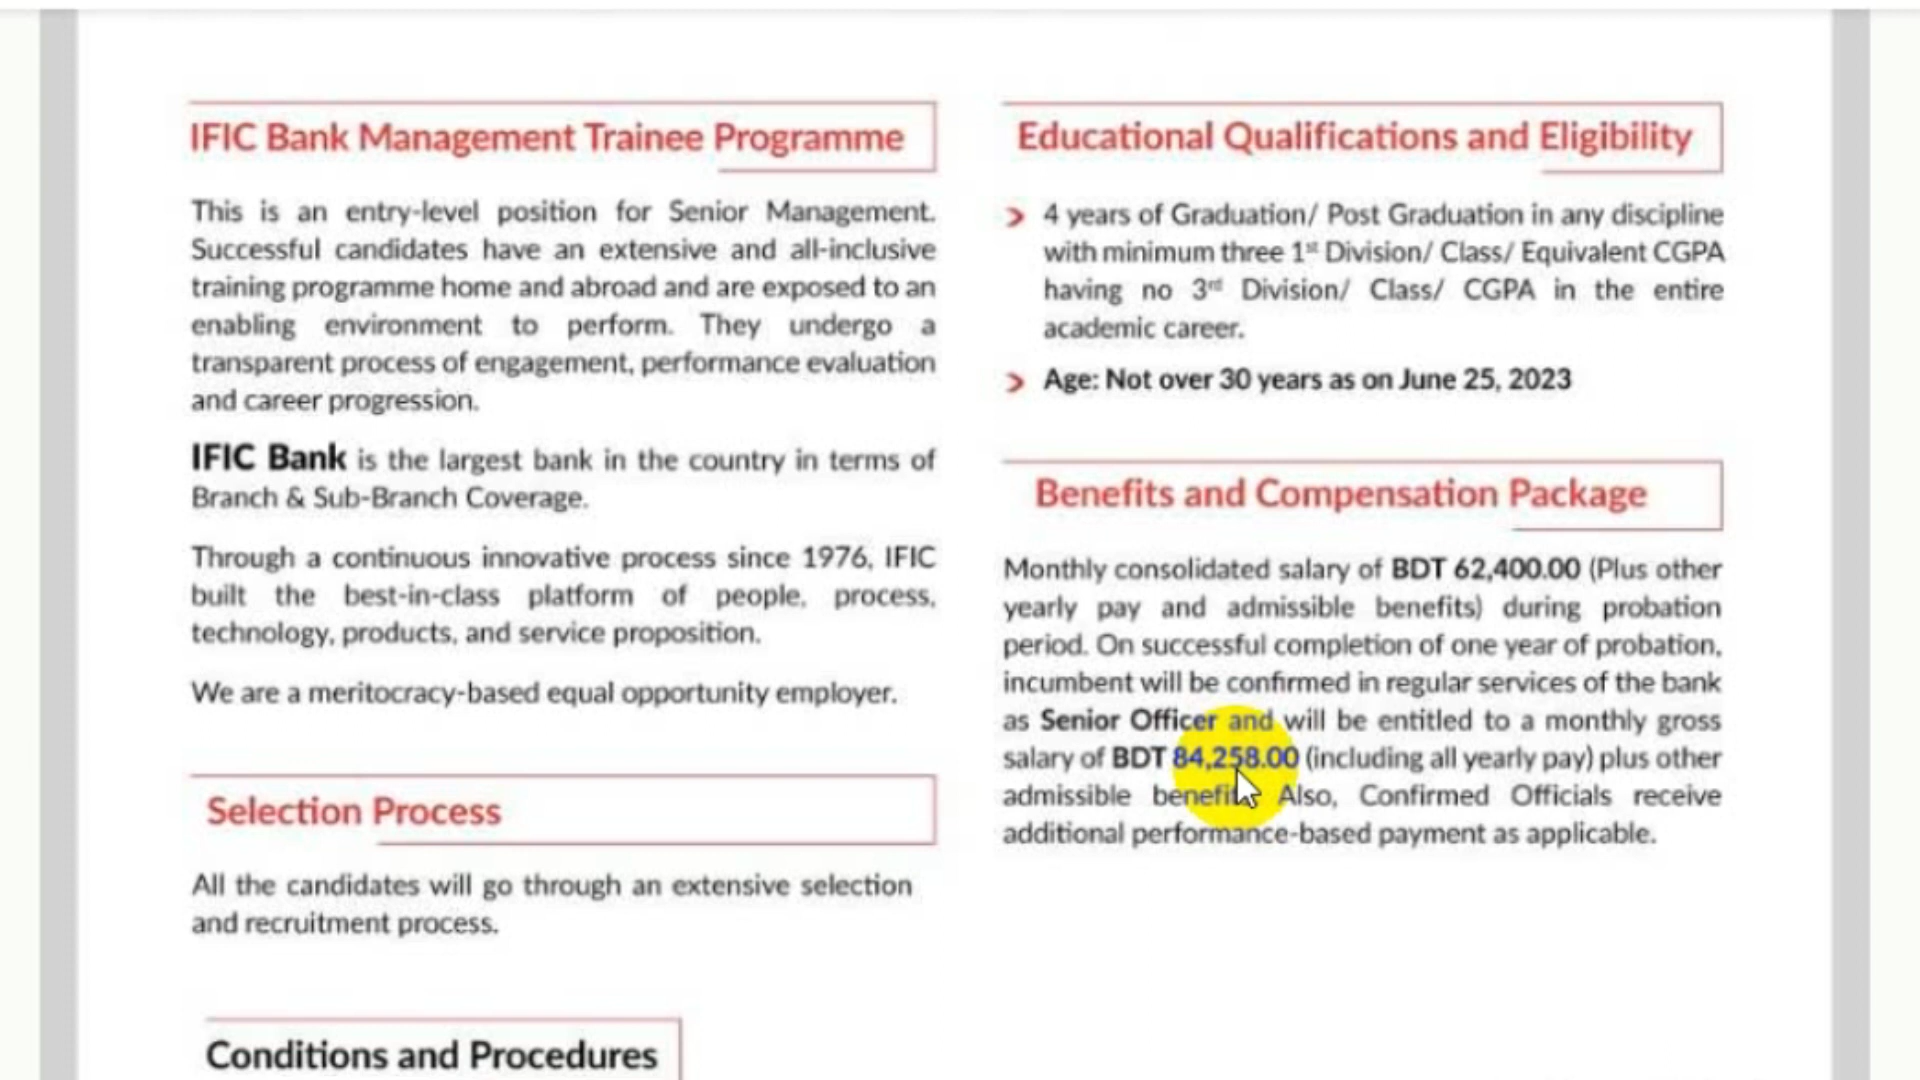 IFIC Bank Management Trainee Programme
This is an entry-level position for Senior Management.
Successful candidates have an extensive and all-inclusive
training programme home and abroad and are exposed to an
enabling environment to perform. They undergo a
transparent process of engagement, performance evaluation
and career progression.
IFIC Bank is the largest bank in the country in terms of
Branch & Sub-Branch Coverage.
Through a continuous innovative process since 1976, IFIC
built the best-in-class platform of people, process,
technology, products, and service proposition.
We are a meritocracy-based equal opportunity employer.
Selection Process
All the candidates will go through an extensive selection
and recruitment process.
Conditions and Procedures
Educational Qualifications and Eligibility
4 years of Graduation/ Post Graduation in any discipline
with minimum three 1st Division/ Class/ Equivalent CGPA
having no 3rd Division/ Class/ CGPA in the entire
academic career.
Age: Not over 30 years as on June 25, 2023
Benefits and Compensation Package
Monthly consolidated salary of BDT 62,400.00 (Plus other
yearly pay and admissible benefits) during probation
period. On successful completion of one year of probation,
incumbent will be confirmed in regular services of the bank
as Senior Officer and will be entitled to a monthly gross
salary of BDT 84,258.00 (including all yearly pay) plus other
admissible benefits. Also, Confirmed Officials receive
additional performance-based payment as applicable.